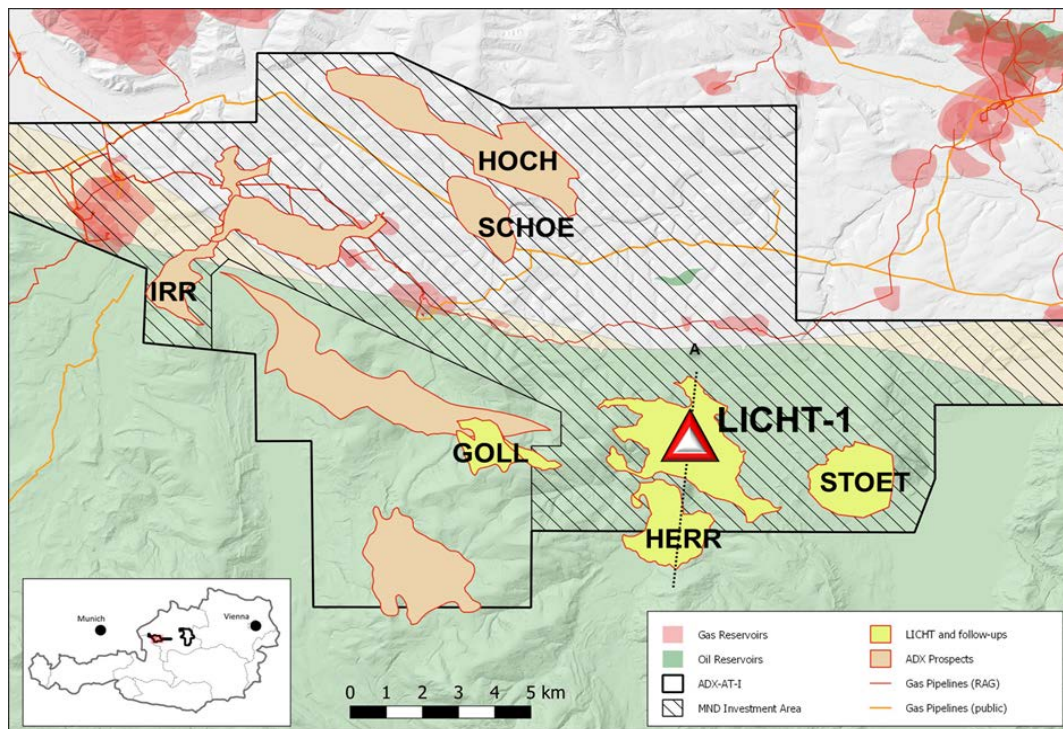 HOCH
SCHOE
IRR
A
LICHT-1
GOLL
STOET
HERR
Munich
Vienna
0 1 2 3 4 5 km
Gas Reservoirs
Oil Reservoirs
ADX-AT-I
MND Investment Area
LICHT and follow-ups
ADX Prospects
Gas Pipelines (RAG)
Gas Pipelines (public)